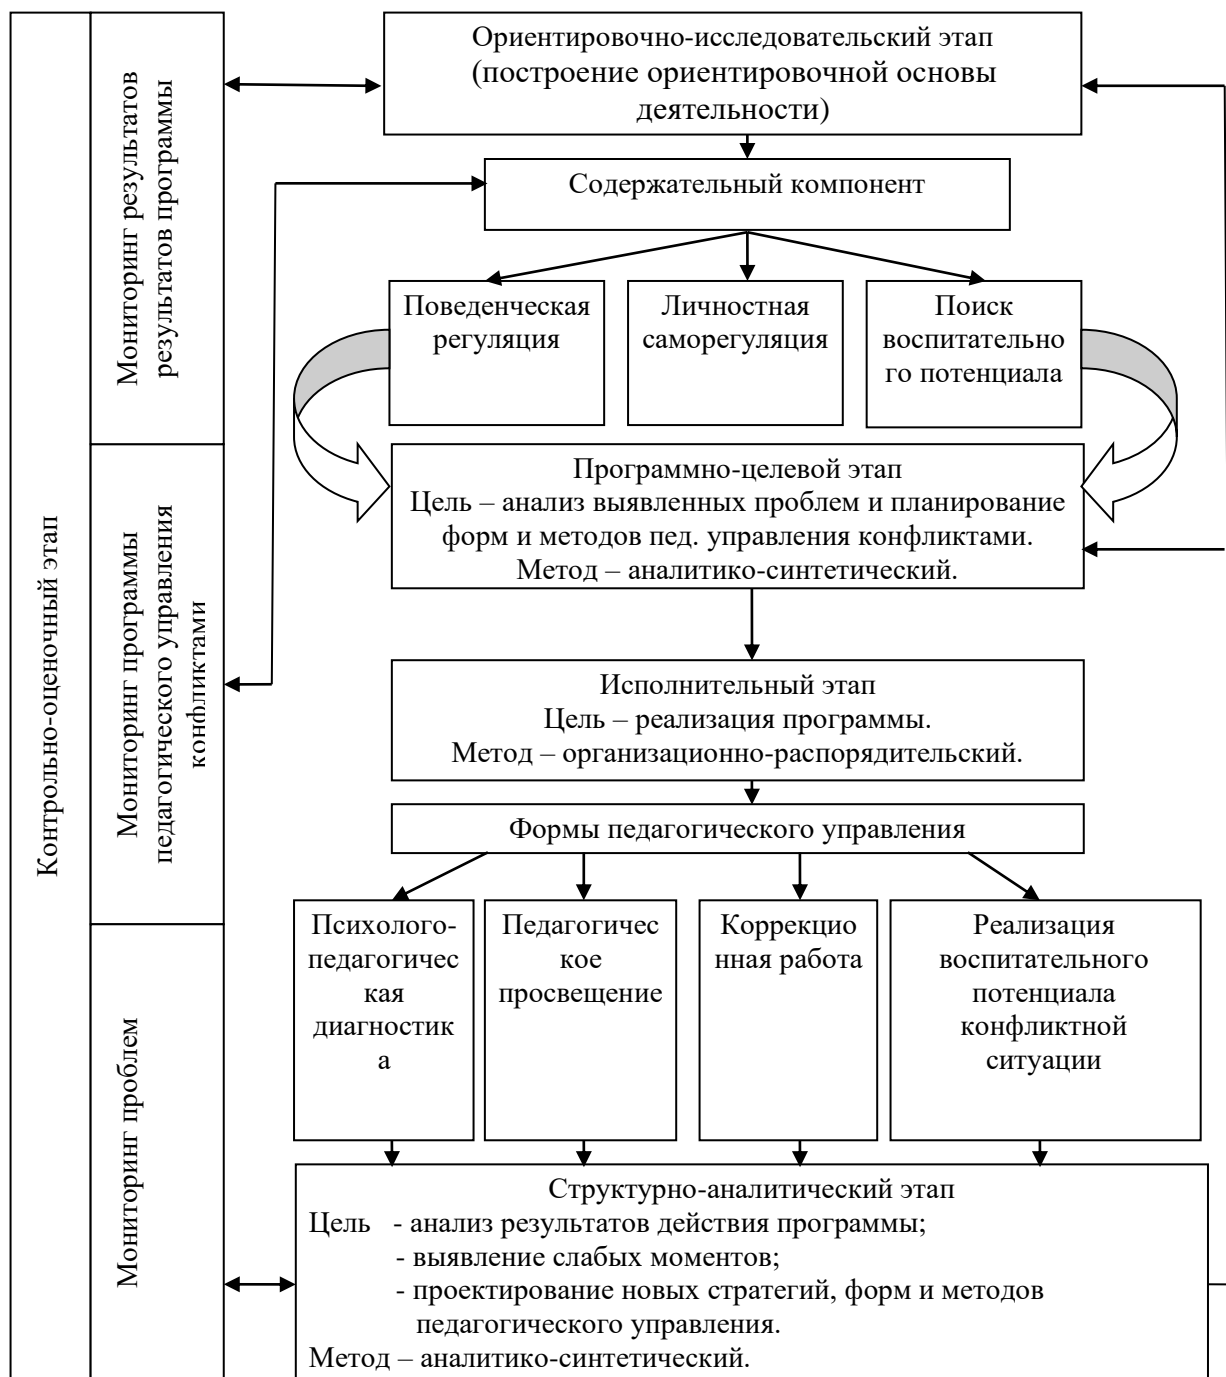 Контрольно-оценочный этап
Мониторинг результатов
результатов программы
Мониторинг программы
педагогического управления
конфликтами
Мониторинг проблем
Ориентировочно-исследовательский этап
(построение ориентировочной основы
деятельности)
Содержательный компонент
Поведенческая
регуляция
Личностная
саморегуляция
Поиск
воспитательно
го потенциала
Программно-целевой этап
Цель – анализ выявленных проблем и планирование
форм и методов пед. управления конфликтами.
Метод – аналитико-синтетический.
Исполнительный этап
Цель – реализация программы.
Метод – организационно-распорядительский.
Формы педагогического управления
Психолого-
педагогичес
кая
диагностик
а
Педагогичес
кое
просвещение
Коррекцио
нная работа
Реализация
воспитательного
потенциала
конфликтной
ситуации
Структурно-аналитический этап
Цель - анализ результатов действия программы;
- выявление слабых моментов;
- проектирование новых стратегий, форм и методов
педагогического управления.
Метод – аналитико-синтетический.